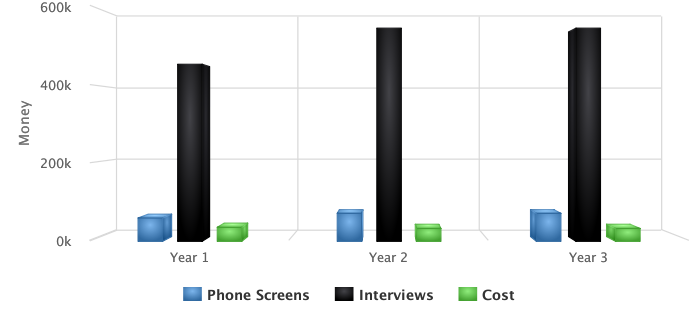 600k
400k
200k
0k
Money
Year 1 Year 2 Year 3
Phone Screens Interviews Cost